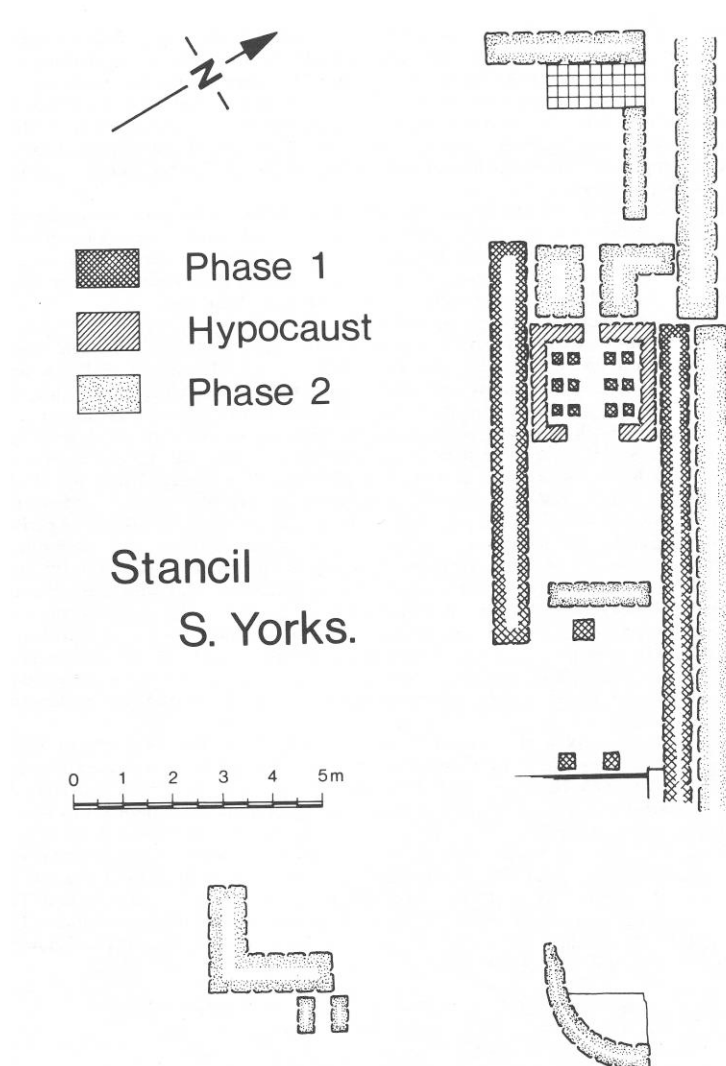 N
Phase 1
Hypocaust
Phase 2
Stancil
S. Yorks.
0 1 2 3 4 5m